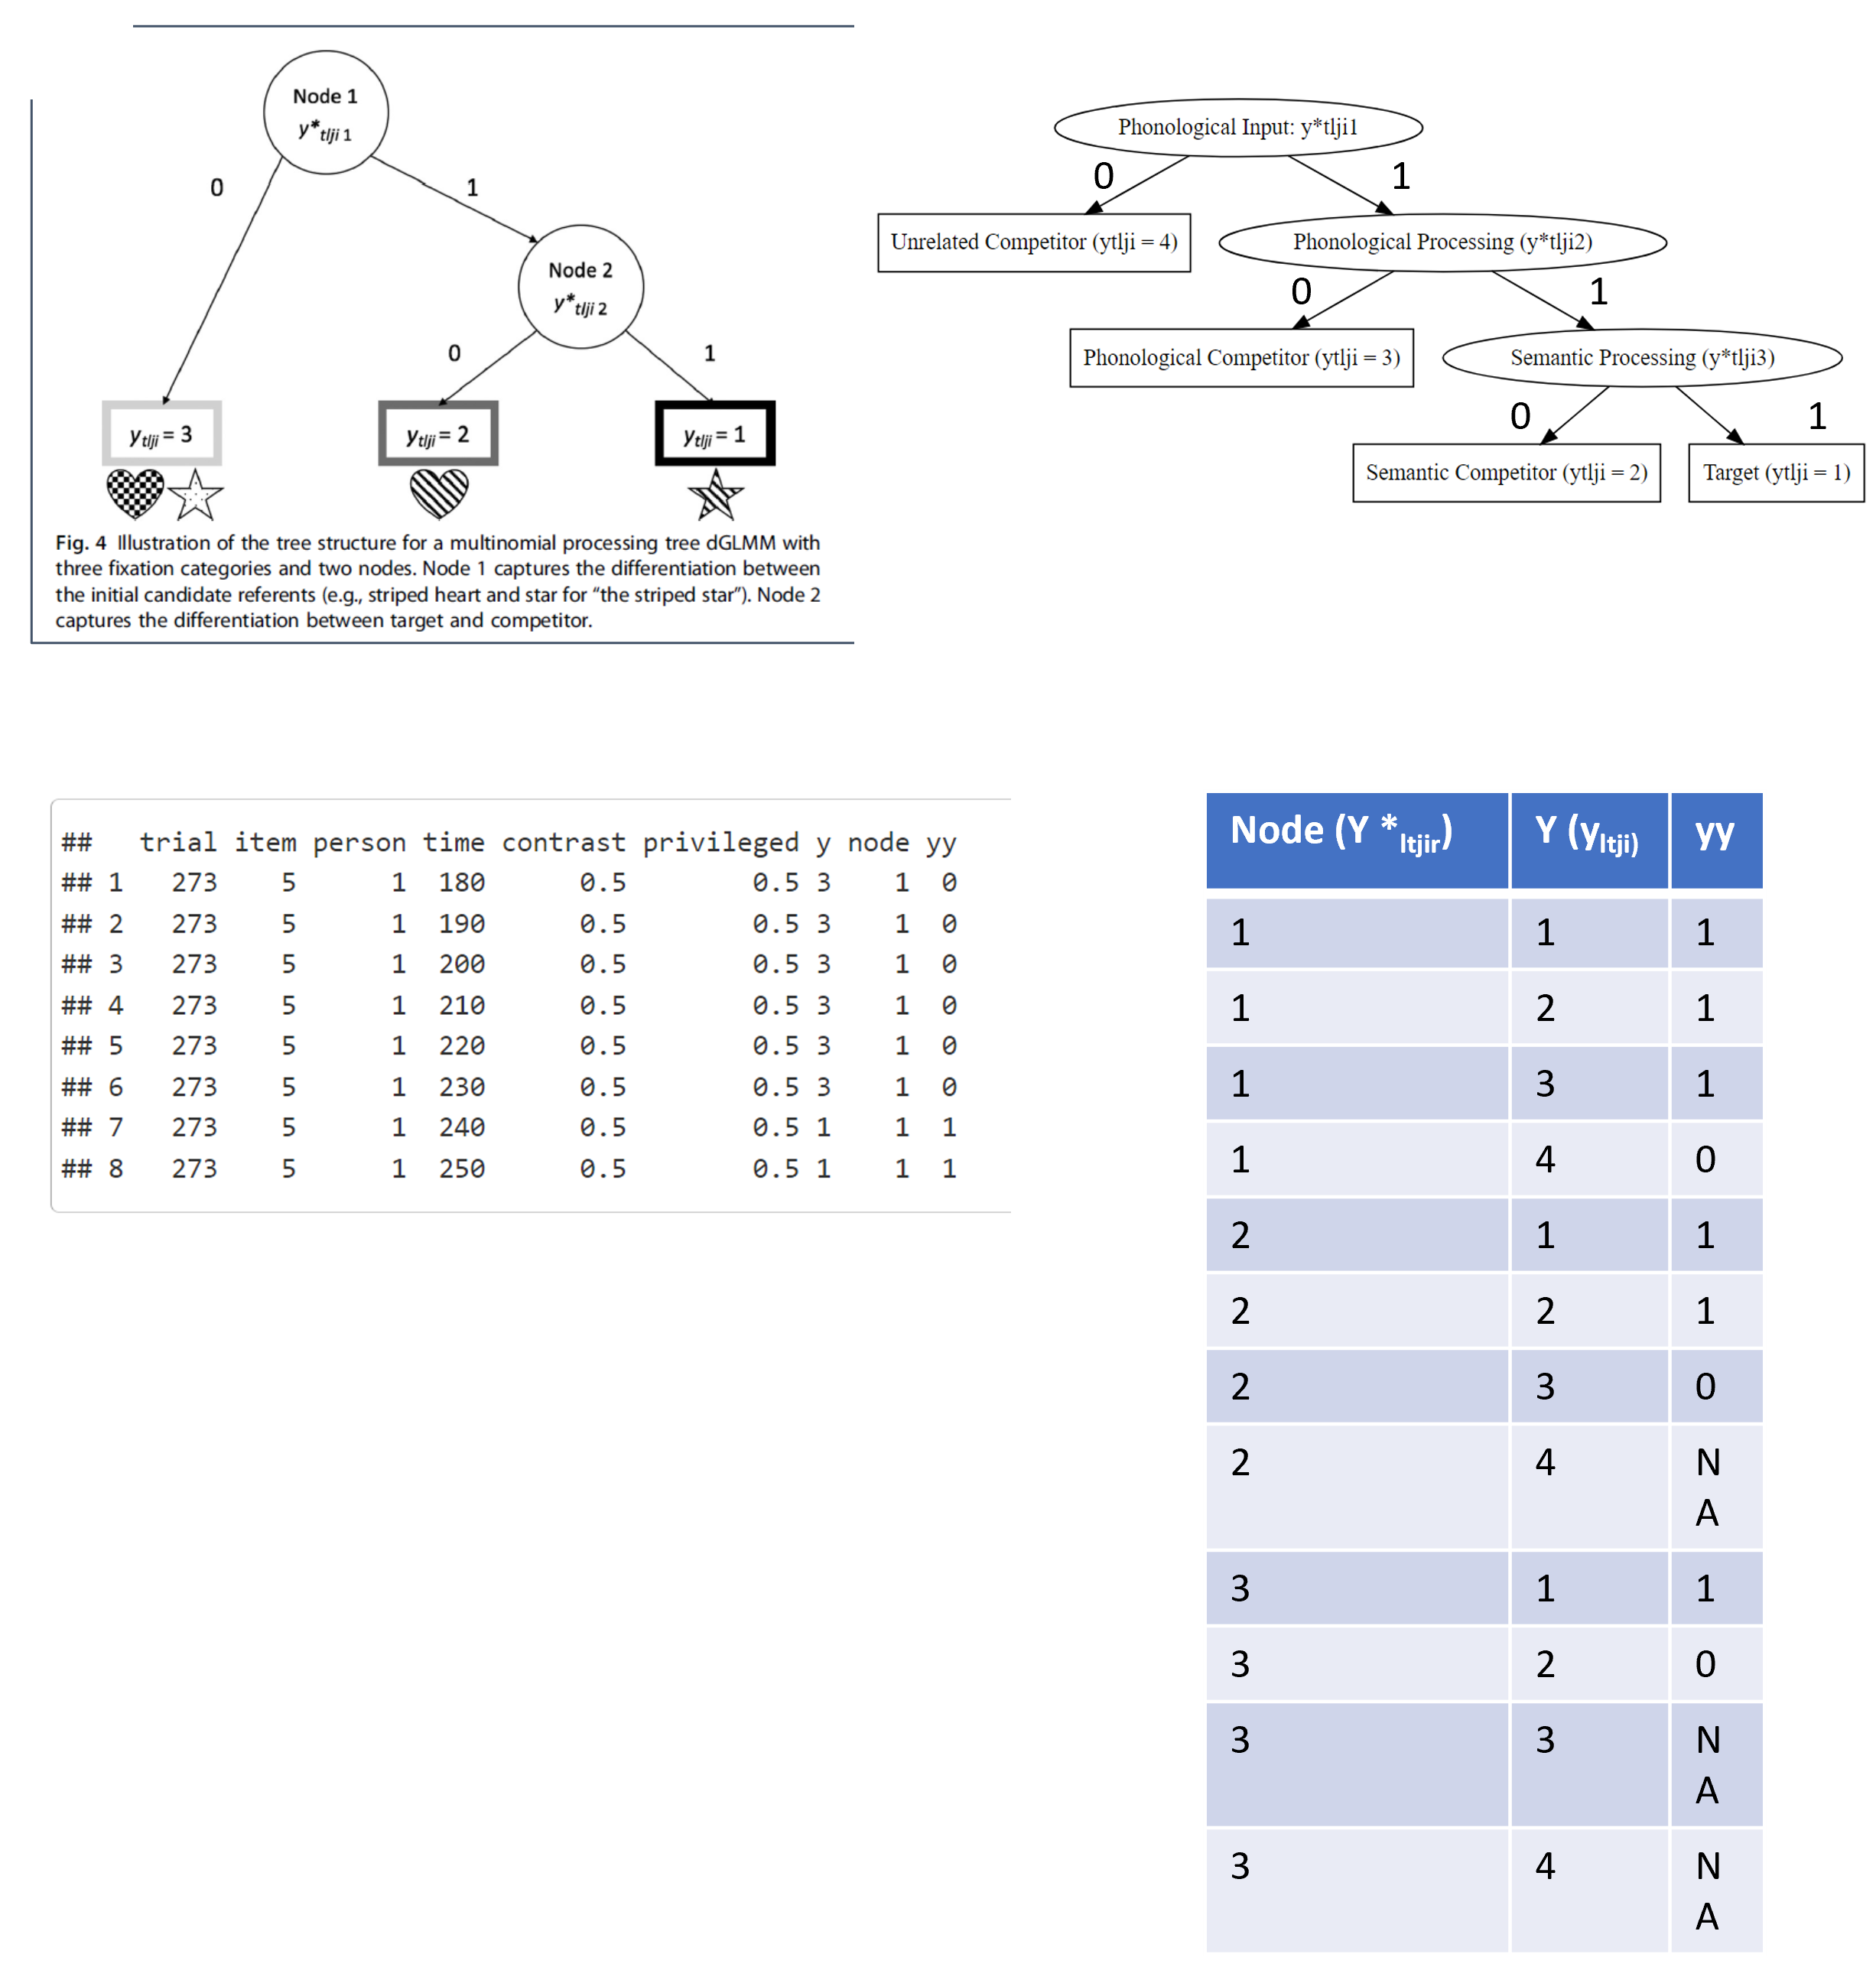 Node 1
y*tlji 1
0
1
Node 2
y*tlji 2
0
1
ytlji = 3
ytlji = 2
ytlji = 1
Fig. 4 Illustration of the tree structure for a multinomial processing tree dGLMM with
three fixation categories and two nodes. Node 1 captures the differentiation between
the initial candidate referents (e.g., striped heart and star for “the striped star”). Node 2
captures the differentiation between target and competitor.
Phonological Input: y*tlji1
0
1
Unrelated Competitor (ytlji = 4)
Phonological Processing (y*tlji2)
0
1
Phonological Competitor (ytlji = 3)
Semantic Processing (y*tlji3)
0
1
Semantic Competitor (ytlji = 2)
Target (ytlji = 1)
## trial item person time contrast privileged y node yy
## 1 273 5 1 180 0.5 0.5 3 1 0
## 2 273 5 1 190 0.5 0.5 3 1 0
## 3 273 5 1 200 0.5 0.5 3 1 0
## 4 273 5 1 210 0.5 0.5 3 1 0
## 5 273 5 1 220 0.5 0.5 3 1 0
## 6 273 5 1 230 0.5 0.5 3 1 0
## 7 273 5 1 240 0.5 0.5 1 1 1
## 8 273 5 1 250 0.5 0.5 1 1 1
Node (Y *ltjir) Y (yltji) yy
1 1 1
1 2 1
1 3 1
1 4 0
2 1 1
2 2 1
2 3 0
2 4 N
A
3 1 1
3 2 0
3 3 N
A
3 4 N
A